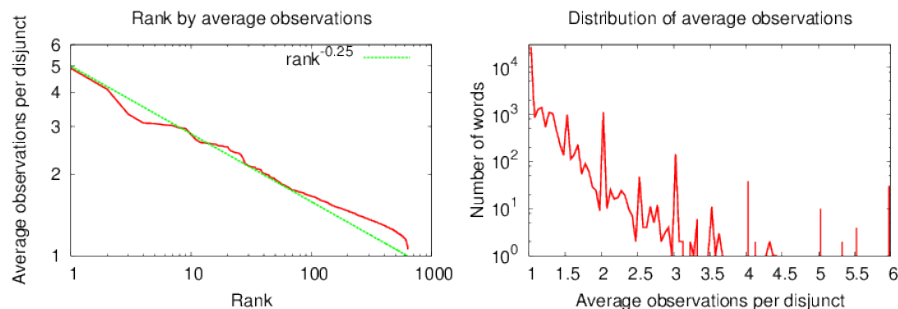 Rank by average observations
Average observations per disjunct
6
5
4
3
2
1
rank^-0.25
1 10 100 1000
Rank
Distribution of average observations
Number of words
10^4
10^3
10^2
10^1
10^0
1 1.5 2 2.5 3 3.5 4 4.5 5 5.5 6
Average observations per disjunct